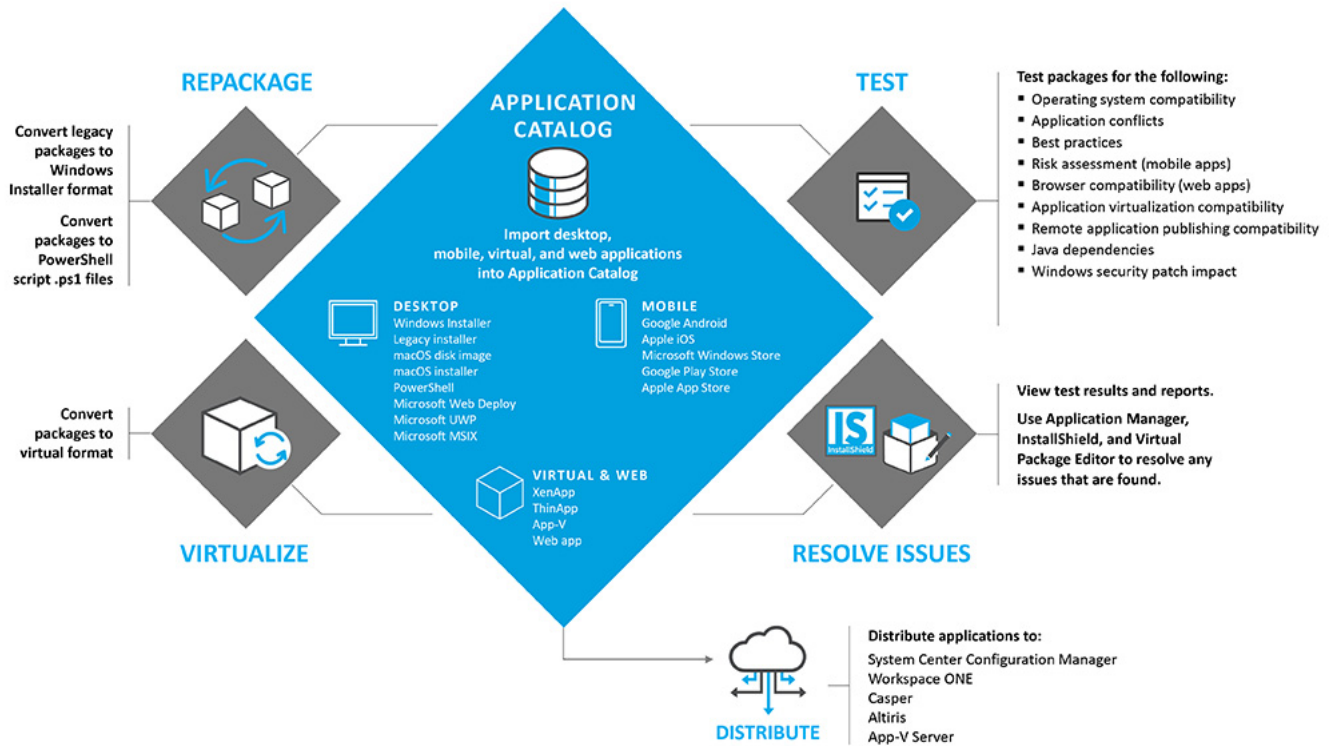 REPACKAGE
Convert legacy
packages to
Windows
Installer format
Convert
packages to
PowerShell
script .ps1 files
APPLICATION
CATALOG
Import desktop,
mobile, virtual, and web applications
into Application Catalog
DESKTOP
Windows Installer
Legacy installer
macOS disk image
macOS installer
PowerShell
Microsoft Web Deploy
Microsoft UWP
Microsoft MSIX
MOBILE
Google Android
Apple iOS
Microsoft Windows Store
Google Play Store
Apple App Store
VIRTUAL & WEB
XenApp
ThinApp
App-V
Web app
TEST
Test packages for the following:
▪ Operating system compatibility
▪ Application conflicts
▪ Best practices
▪ Risk assessment (mobile apps)
▪ Browser compatibility (web apps)
▪ Application virtualization compatibility
▪ Remote application publishing compatibility
▪ Java dependencies
▪ Windows security patch impact
Convert
packages to
virtual format
VIRTUALIZE
IS
InstallShield
View test results and reports.
Use Application Manager,
InstallShield, and Virtual
Package Editor to resolve any
issues that are found.
RESOLVE ISSUES
DISTRIBUTE
Distribute applications to:
System Center Configuration Manager
Workspace ONE
Casper
Altiris
App-V Server